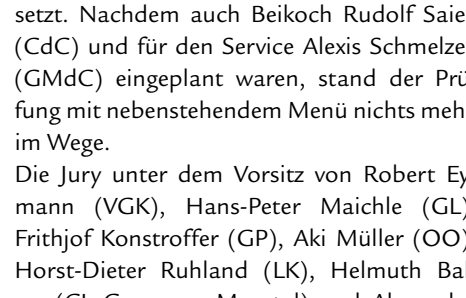 setzt. Nachdem auch Beikoch Rudolf Saie
(CdC) und für den Service Alexis Schmelze
(GMdC) eingeplant waren, stand der Prü
fung mit nebenstehendem Menü nichts meh
im Wege.
Die Jury unter dem Vorsitz von Robert Ey
mann (VGK), Hans-Peter Maichle (GL)
Frithjof Konstroffer (GP), Aki Müller (OO)
Horst-Dieter Ruhland (LK), Helmuth Bal